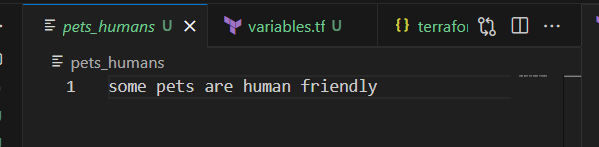 pets_humans U
variables.tf U
{} terrafor
pets_humans
1 some pets are human friendly